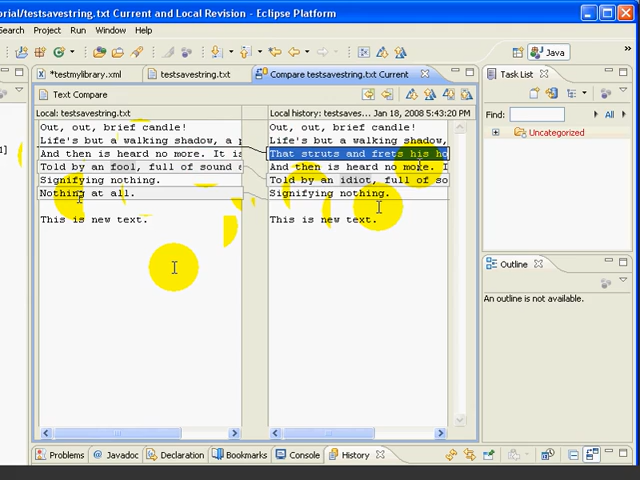 orial/testsavestring.txt Current and Local Revision - Eclipse Platform
Search Project Run Window Help
Java
*testmylibrary.xml testsavestring.txt Compare testsavestring.txt Current
Task List
Text Compare
Find: All
Uncategorized
Local: testsavestring.txt
Local history: testsaves... Jan 18, 2008 5:43:20 PM
Out, out, brief candle!
Life's but a walking shadow, a p
And then is heard no more. It is
Told by an fool, full of sound a
Signifying nothing.
Nothing at all.
This is new text.
Out, out, brief candle!
Life's but a walking shadow,
That struts and frets his ho
And then is heard no more. I
Told by an idiot, full of so
Signifying nothing.
This is new text.
Outline
An outline is not available.
Problems Javadoc Declaration Bookmarks Console History